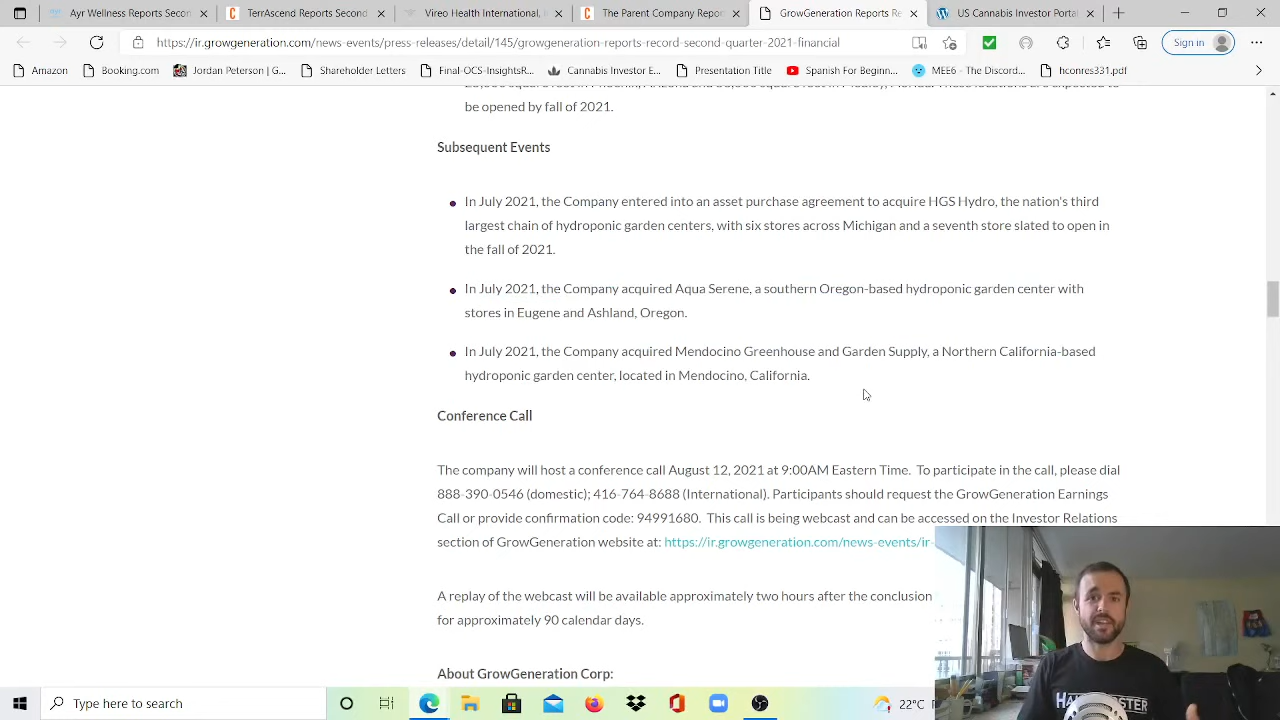 Ayr Wellness Reports Second
TerrAscend Reports Second
Vireo Health International, I
The Parent Company Repor
GrowGeneration Reports Re
US Cannabis Investor Portal
https://ir.growgeneration.com/news-events/press-releases/detail/145/growgeneration-reports-record-second-quarter-2021-financial
Sign in
Amazon
Booking.com
Jordan Peterson | G...
Shareholder Letters
Final-OCS-InsightsR...
Cannabis Investor E...
Presentation Title
Spanish For Beginn...
MEE6 - The Discord...
hconres331.pdf
be opened by fall of 2021.
Subsequent Events
In July 2021, the Company entered into an asset purchase agreement to acquire HGS Hydro, the nation's third
largest chain of hydroponic garden centers, with six stores across Michigan and a seventh store slated to open in
the fall of 2021.
In July 2021, the Company acquired Aqua Serene, a southern Oregon-based hydroponic garden center with
stores in Eugene and Ashland, Oregon.
In July 2021, the Company acquired Mendocino Greenhouse and Garden Supply, a Northern California-based
hydroponic garden center, located in Mendocino, California.
Conference Call
The company will host a conference call August 12, 2021 at 9:00AM Eastern Time. To participate in the call, please dial
888-390-0546 (domestic); 416-764-8688 (International). Participants should request the GrowGeneration Earnings
Call or provide confirmation code: 94991680. This call is being webcast and can be accessed on the Investor Relations
section of GrowGeneration website at: https://ir.growgeneration.com/news-events/ir-
A replay of the webcast will be available approximately two hours after the conclusion
for approximately 90 calendar days.
About GrowGeneration Corp:
Type here to search
22°C